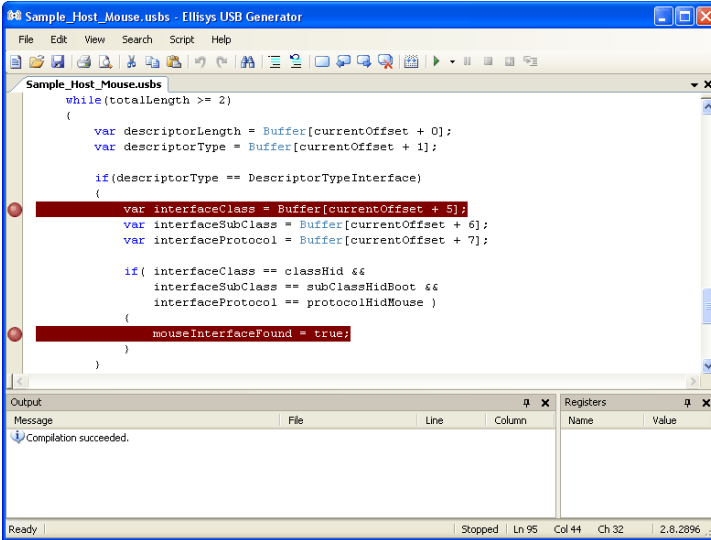 Sample_Host_Mouse.usbs - Ellisys USB Generator
File Edit View Search Script Help
Sample_Host_Mouse.usbs
while(totalLength >= 2)
{
var descriptorLength = Buffer[currentOffset + 0];
var descriptorType = Buffer[currentOffset + 1];
if(descriptorType == DescriptorTypeInterface)
{
var interfaceClass = Buffer[currentOffset + 5];
var interfaceSubClass = Buffer[currentOffset + 6];
var interfaceProtocol = Buffer[currentOffset + 7];
if( interfaceClass == classHid &&
interfaceSubClass == subClassHidBoot &&
interfaceProtocol == protocolHidMouse )
{
mouseInterfaceFound = true;
}
}
Output
Message File Line Column
Compilation succeeded.
Registers
Name Value
Ready Stopped Ln 95 Col 44 Ch 32 2.8.2896